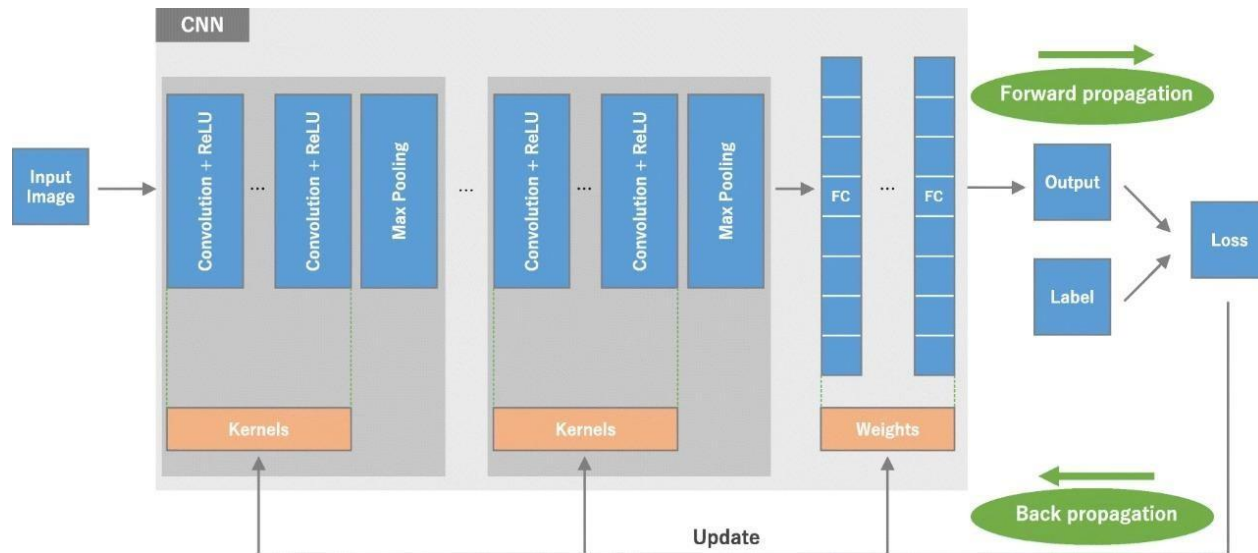 CNN
Input
Image
Convolution + ReLU
...
Convolution + ReLU
Max Pooling
Kernels
...
Convolution + ReLU
...
Convolution + ReLU
Max Pooling
Kernels
FC
...
FC
Weights
Forward propagation
Output
Label
Loss
Back propagation
Update